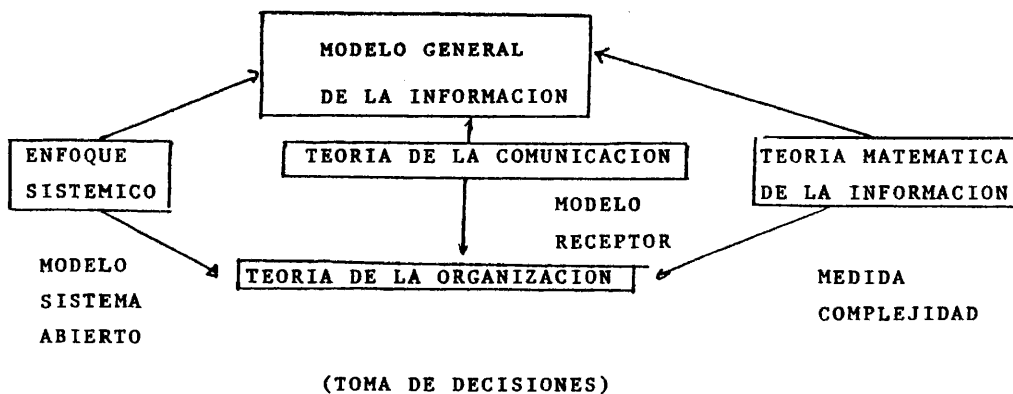 MODELO GENERAL
DE LA INFORMACION
ENFOQUE
SISTEMICO
TEORIA DE LA COMUNICACION
TEORIA MATEMATICA
DE LA INFORMACION
MODELO
RECEPTOR
MODELO
SISTEMA
ABIERTO
TEORIA DE LA ORGANIZACION
MEDIDA
COMPLEJIDAD
(TOMA DE DECISIONES)